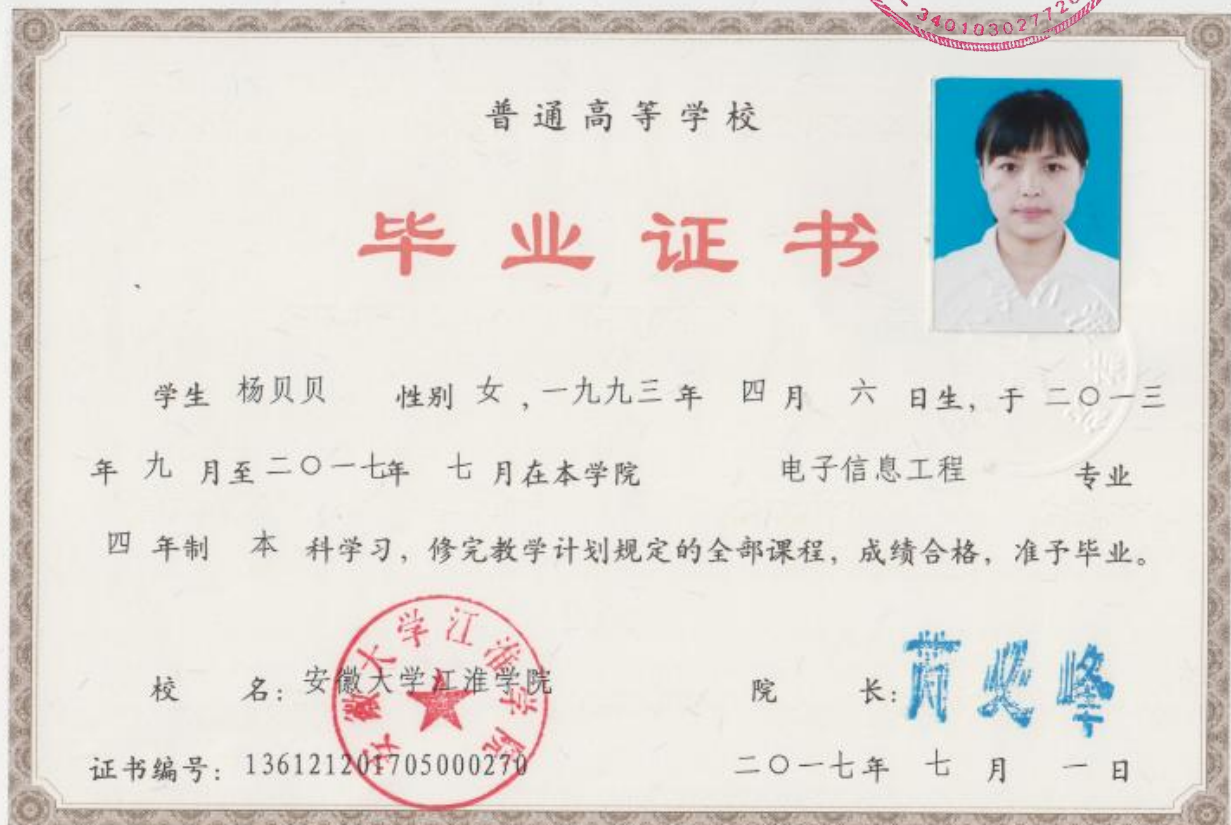 3401030277120
普通高等学校
毕业证书
学生 杨贝贝 性别 女，一九九三年 四月 六 日生，于 二〇一三
年 九 月至二〇一七年 七 月在本学院 电子信息工程 专业
四 年制 本 科学习，修完教学计划规定的全部课程，成绩合格，准予毕业。
安徽大学江淮学院
校 名：安徽大学江淮学院 院 长：
证书编号：136121201705000270 二〇一七年 七 月 一 日